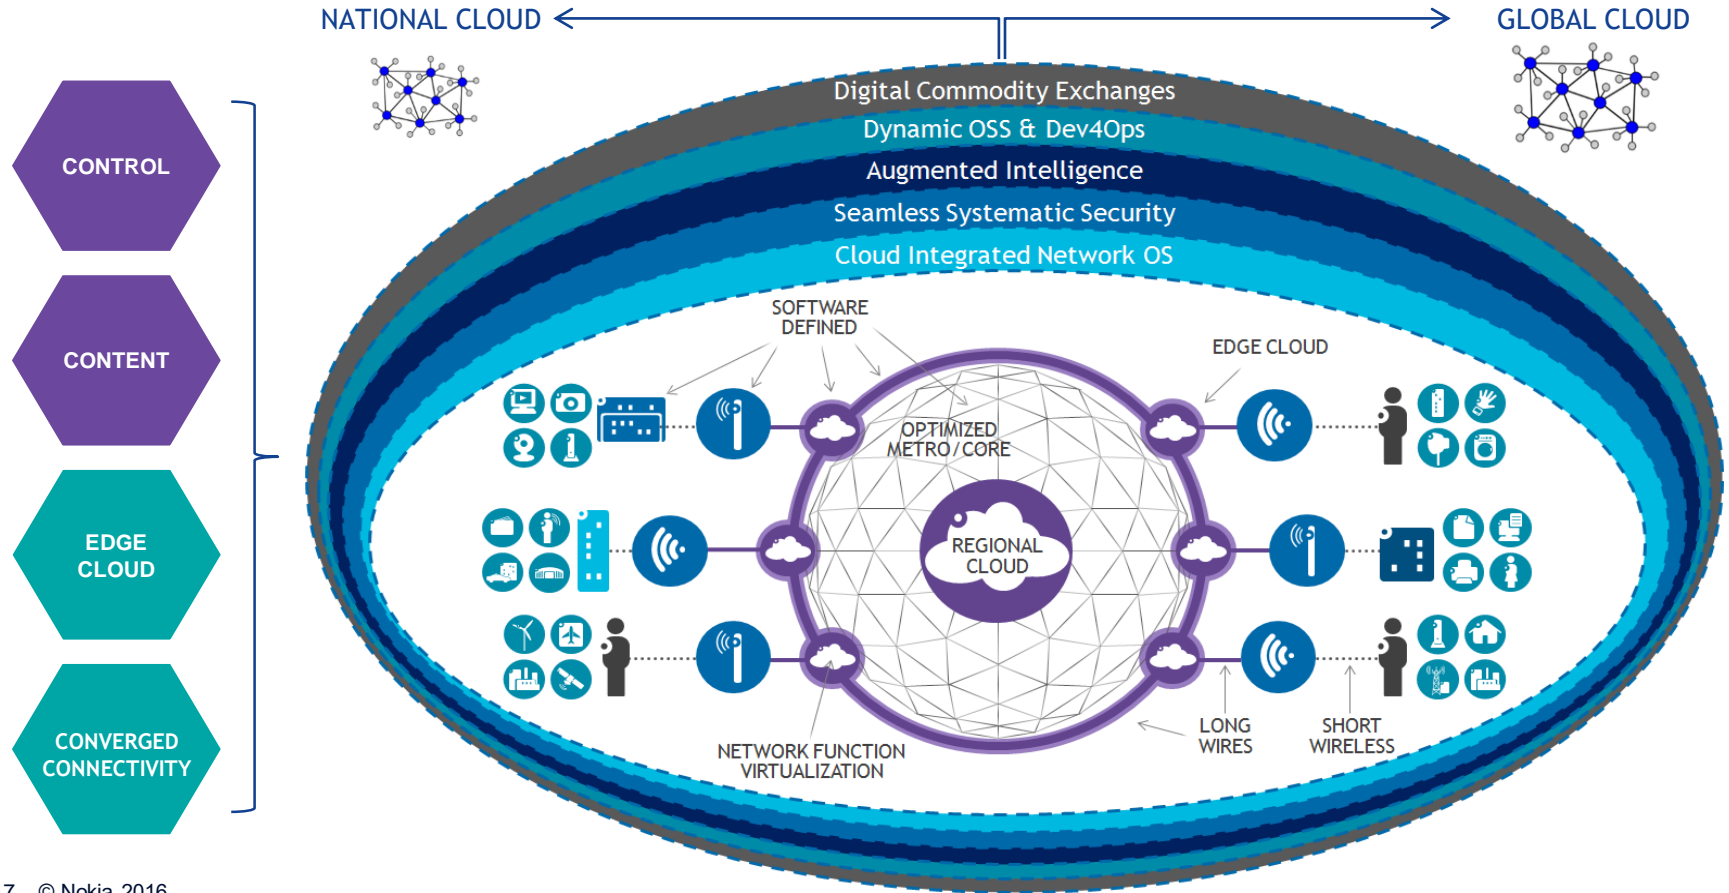 NATIONAL CLOUD
GLOBAL CLOUD
CONTROL
CONTENT
EDGE
CLOUD
CONVERGED
CONNECTIVITY
Digital Commodity Exchanges
Dynamic OSS & Dev4Ops
Augmented Intelligence
Seamless Systematic Security
Cloud Integrated Network OS
SOFTWARE
DEFINED
EDGE CLOUD
OPTIMIZED
METRO/CORE
REGIONAL
CLOUD
NETWORK FUNCTION
VIRTUALIZATION
LONG
WIRES
SHORT
WIRELESS
7 © Nokia 2016